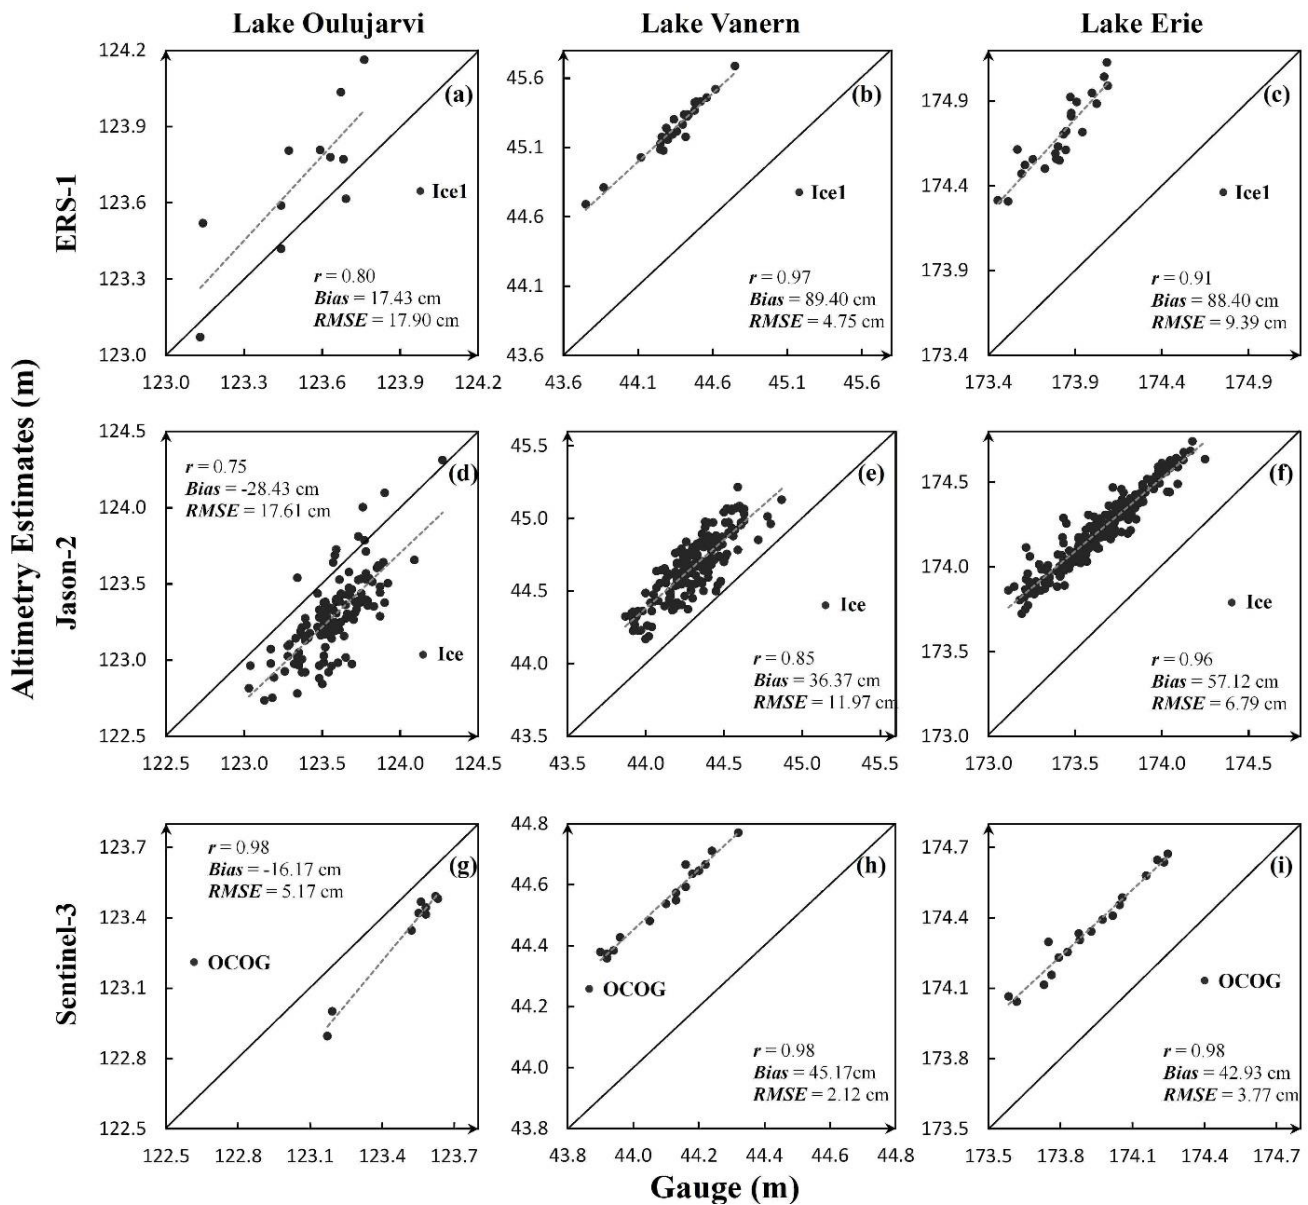 Lake Oulujarvi
Lake Vanern
Lake Erie
Altimetry Estimates (m)
ERS-1
124.2
123.9
123.6
123.3
123.0
123.0 123.3 123.6 123.9 124.2
(a)
Ice1
r = 0.80
Bias = 17.43 cm
RMSE = 17.90 cm
45.6
45.1
44.6
44.1
43.6
43.6 44.1 44.6 45.1 45.6
(b)
Ice1
r = 0.97
Bias = 89.40 cm
RMSE = 4.75 cm
174.9
174.4
173.9
173.4
173.4 173.9 174.4 174.9
(c)
Ice1
r = 0.91
Bias = 88.40 cm
RMSE = 9.39 cm
Jason-2
124.5
124.0
123.5
123.0
122.5
122.5 123.0 123.5 124.0 124.5
r = 0.75
Bias = -28.43 cm
RMSE = 17.61 cm
(d)
Ice
45.6
45.0
44.5
44.0
43.5
43.5 44.0 44.5 45.0 45.5
(e)
Ice
r = 0.85
Bias = 36.37 cm
RMSE = 11.97 cm
174.5
174.0
173.5
173.0
173.0 173.5 174.0 174.5
(f)
Ice
r = 0.96
Bias = 57.12 cm
RMSE = 6.79 cm
Sentinel-3
123.7
123.4
123.1
122.8
122.5
122.5 122.8 123.1 123.4 123.7
r = 0.98
Bias = -16.17 cm
RMSE = 5.17 cm
(g)
OCOG
44.8
44.6
44.4
44.2
44.0
43.8
43.8 44.0 44.2 44.4 44.6 44.8
(h)
OCOG
r = 0.98
Bias = 45.17cm
RMSE = 2.12 cm
174.7
174.4
174.1
173.8
173.5
173.5 173.8 174.1 174.4 174.7
(i)
OCOG
r = 0.98
Bias = 42.93 cm
RMSE = 3.77 cm
Gauge (m)